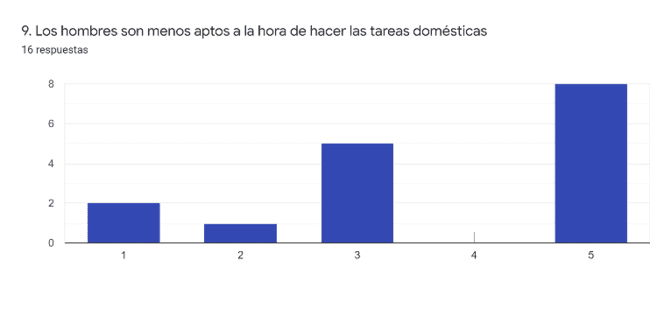 9. Los hombres son menos aptos a la hora de hacer las tareas domésticas
16 respuestas
8
6
4
2
0
1 2 3 4 5